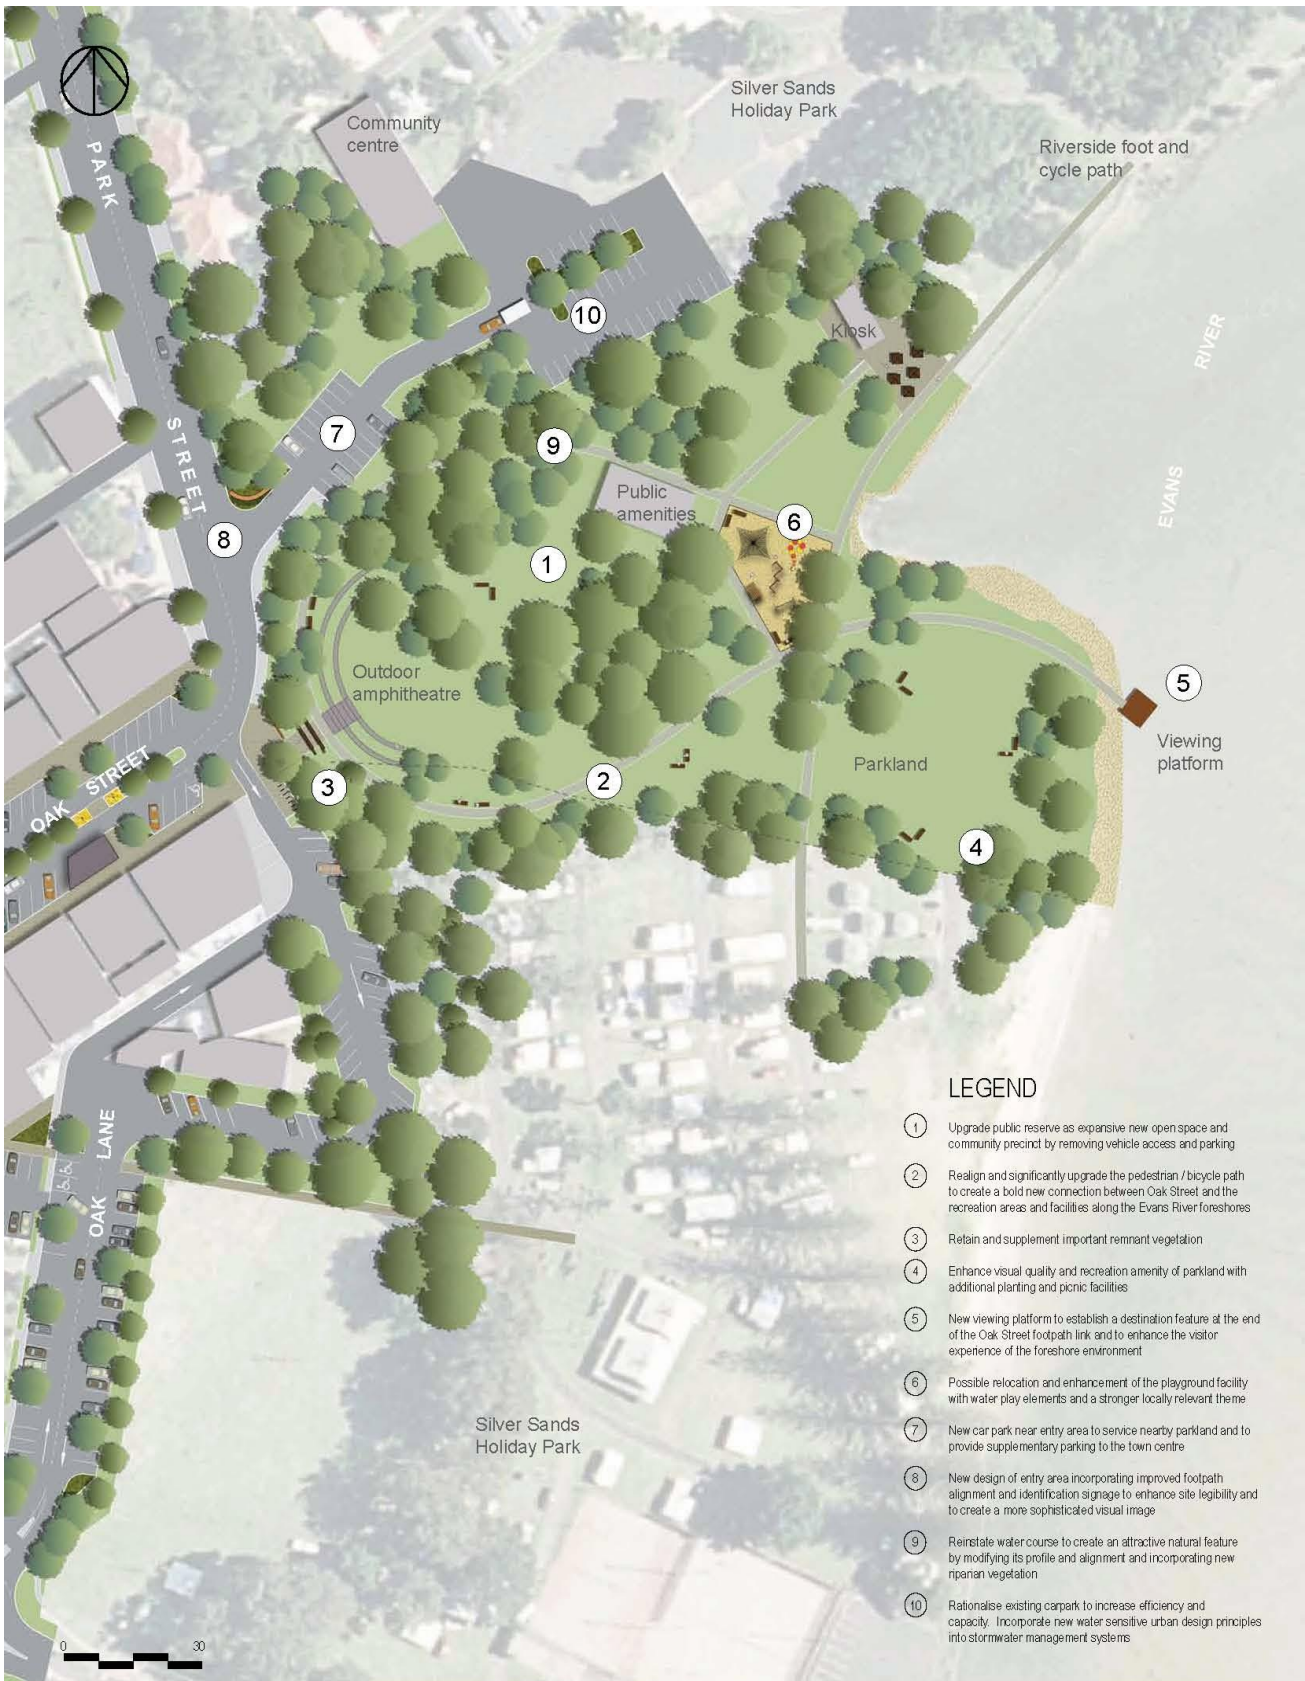 Silver Sands
Holiday Park
Community
centre
Riverside foot and
cycle path
PARK
STREET
10
Kiosk
RIVER
EVANS
7
9
Public
amenities
6
8
1
Outdoor
amphitheatre
5
Viewing
platform
OAK STREET
3
2
Parkland
4
OAK LANE
Silver Sands
Holiday Park
0 30
LEGEND
1 Upgrade public reserve as expansive new open space and
community precinct by removing vehicle access and parking
2 Realign and significantly upgrade the pedestrian / bicycle path
to create a bold new connection between Oak Street and the
recreation areas and facilities along the Evans River foreshores
3 Retain and supplement important remnant vegetation
4 Enhance visual quality and recreation amenity of parkland with
additional planting and picnic facilities
5 New viewing platform to establish a destination feature at the end
of the Oak Street footpath link and to enhance the visitor
experience of the foreshore environment
6 Possible relocation and enhancement of the playground facility
with water play elements and a stronger locally relevant theme
7 New car park near entry area to service nearby parkland and to
provide supplementary parking to the town centre
8 New design of entry area incorporating improved footpath
alignment and identification signage to enhance site legibility and
to create a more sophisticated visual image
9 Reinstate water course to create an attractive natural feature
by modifying its profile and alignment and incorporating new
riparian vegetation
10 Rationalise existing carpark to increase efficiency and
capacity. Incorporate new water sensitive urban design principles
into stormwater management systems